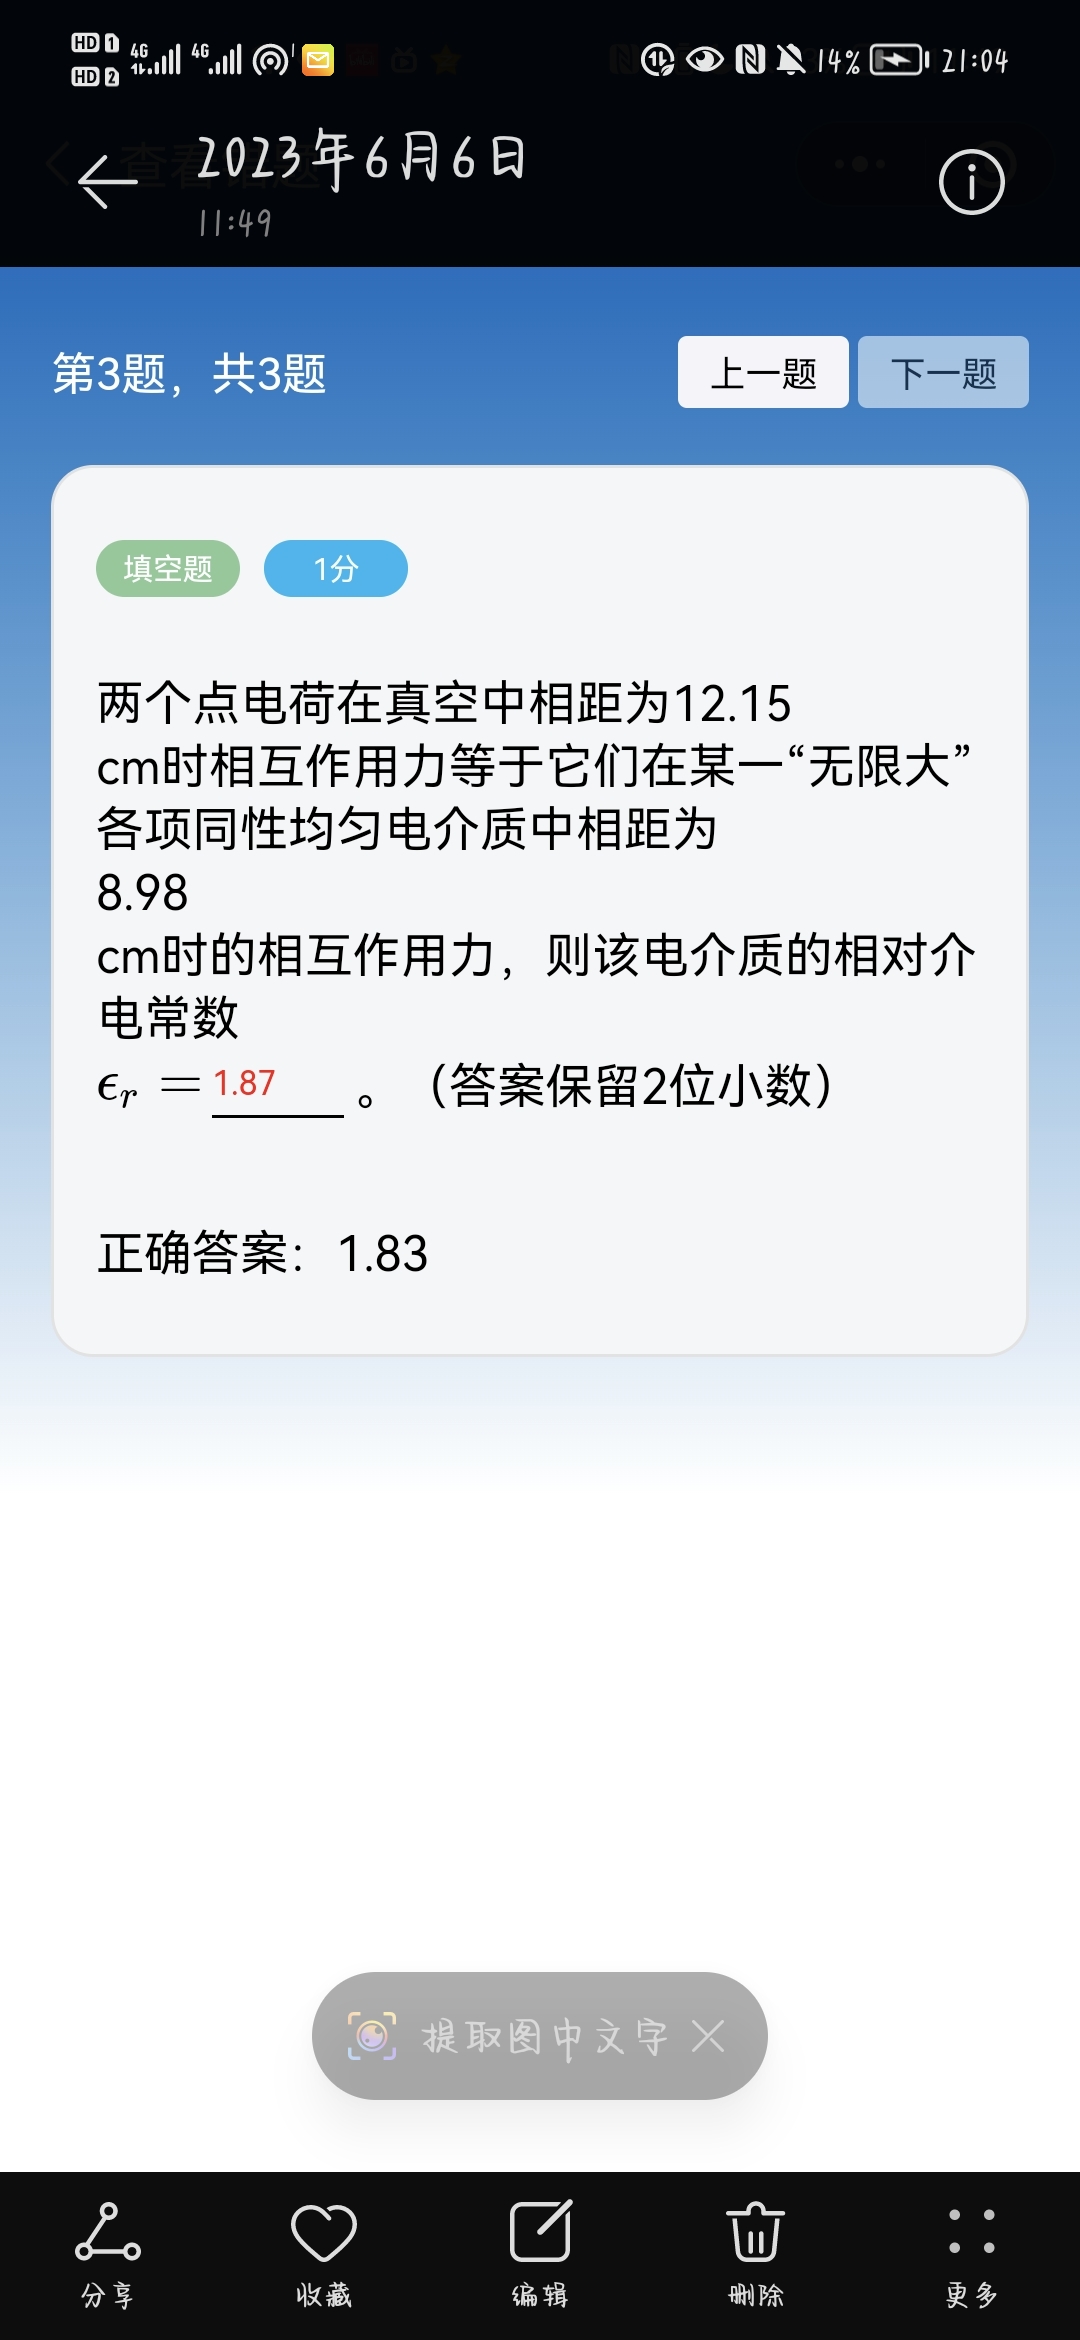 HD 1
HD 2
4G
4G
14%
21:04
2023年6月6日
11:49
第3题，共3题
上一题
下一题
填空题
1分
两个点电荷在真空中相距为12.15
cm时相互作用力等于它们在某一“无限大”
各项同性均匀电介质中相距为
8.98
cm时的相互作用力，则该电介质的相对介
电常数
ϵr = 1.87 。（答案保留2位小数）
正确答案：1.83
提取图中文字
分享
收藏
编辑
删除
更多